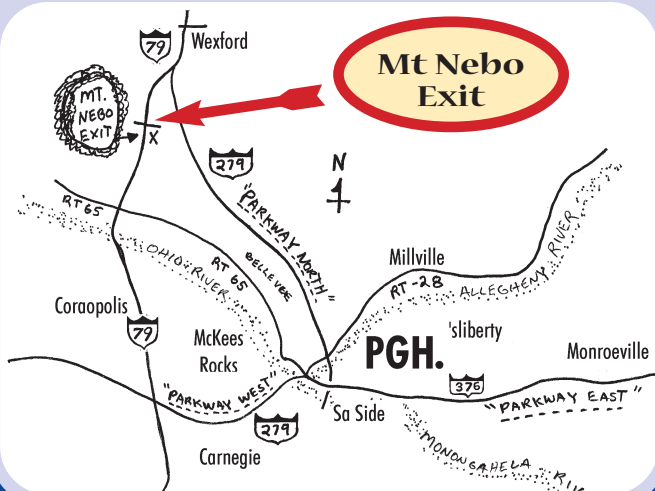 79
Wexford
Mt Nebo
Exit
MT.
NEBO
EXIT
X
279
N
"PARKWAY NORTH"
RT 65
OHIO RIVER
RT 65
BELLEVEE
Millville
RT-28
ALLEGHENY RIVER
Coraopolis
79
McKees
Rocks
'sliberty
PGH.
Monroeville
376
"PARKWAY WEST"
"PARKWAY EAST"
Sa Side
279
Carnegie
MONONGAHELA RIV